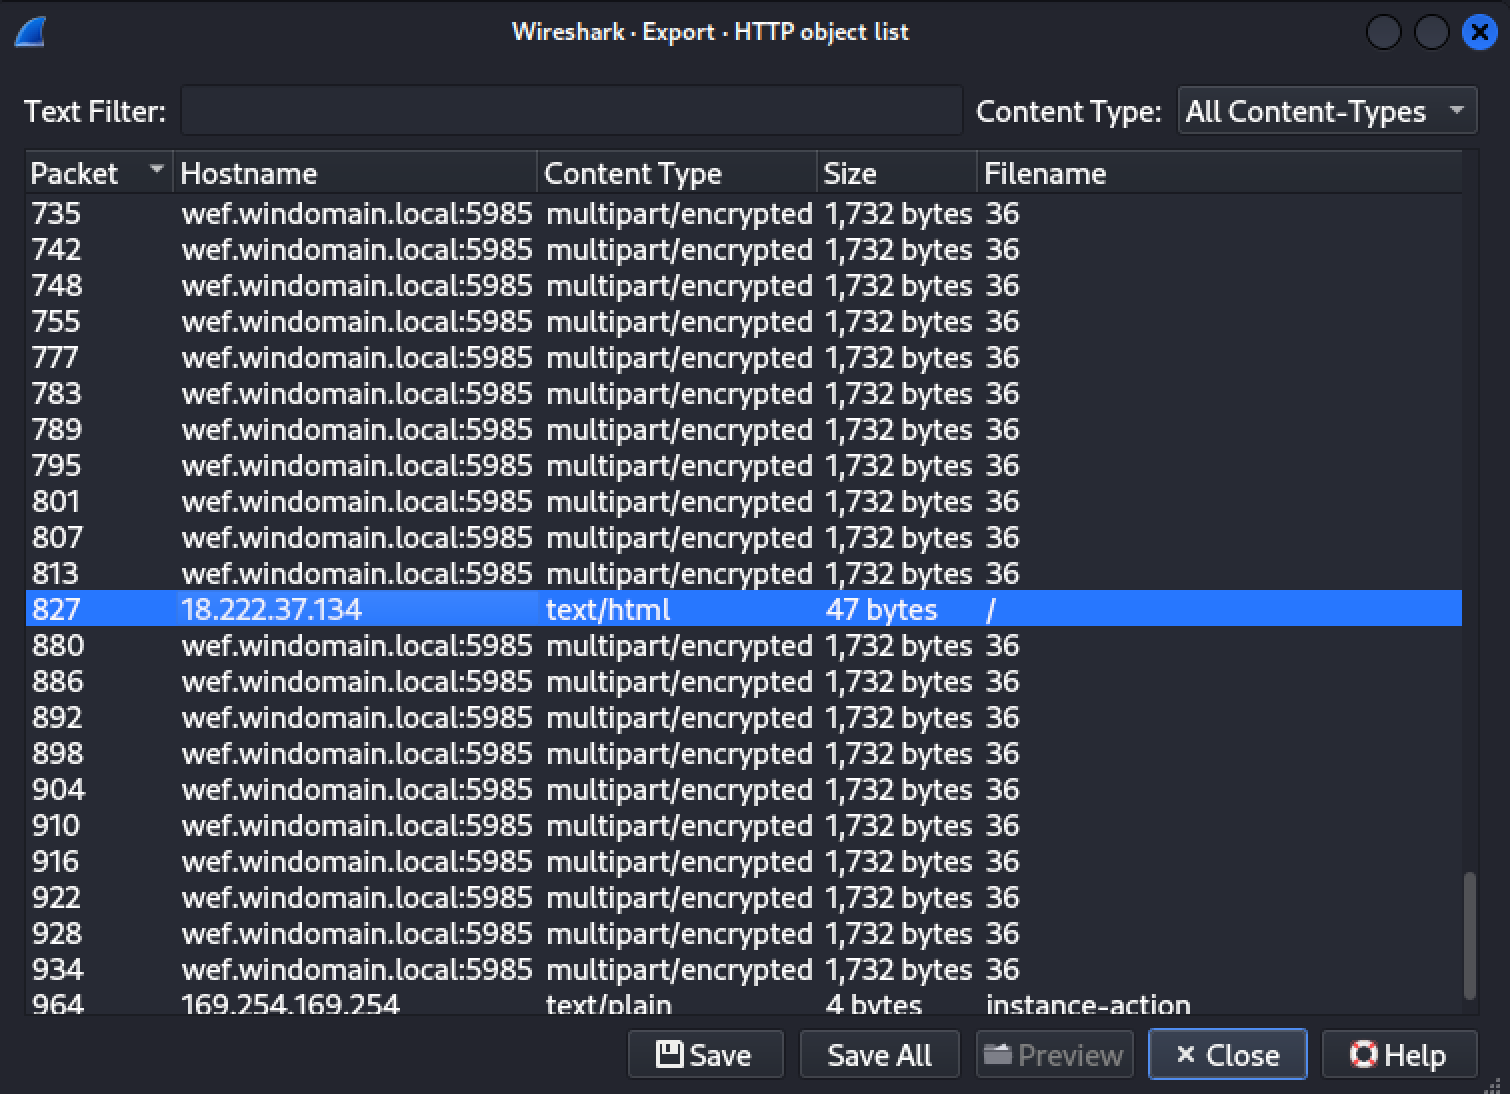 Wireshark · Export · HTTP object list
Text Filter: Content Type: All Content-Types
Packet Hostname Content Type Size Filename
735 wef.windomain.local:5985 multipart/encrypted 1,732 bytes 36
742 wef.windomain.local:5985 multipart/encrypted 1,732 bytes 36
748 wef.windomain.local:5985 multipart/encrypted 1,732 bytes 36
755 wef.windomain.local:5985 multipart/encrypted 1,732 bytes 36
777 wef.windomain.local:5985 multipart/encrypted 1,732 bytes 36
783 wef.windomain.local:5985 multipart/encrypted 1,732 bytes 36
789 wef.windomain.local:5985 multipart/encrypted 1,732 bytes 36
795 wef.windomain.local:5985 multipart/encrypted 1,732 bytes 36
801 wef.windomain.local:5985 multipart/encrypted 1,732 bytes 36
807 wef.windomain.local:5985 multipart/encrypted 1,732 bytes 36
813 wef.windomain.local:5985 multipart/encrypted 1,732 bytes 36
827 18.222.37.134 text/html 47 bytes /
880 wef.windomain.local:5985 multipart/encrypted 1,732 bytes 36
886 wef.windomain.local:5985 multipart/encrypted 1,732 bytes 36
892 wef.windomain.local:5985 multipart/encrypted 1,732 bytes 36
898 wef.windomain.local:5985 multipart/encrypted 1,732 bytes 36
904 wef.windomain.local:5985 multipart/encrypted 1,732 bytes 36
910 wef.windomain.local:5985 multipart/encrypted 1,732 bytes 36
916 wef.windomain.local:5985 multipart/encrypted 1,732 bytes 36
922 wef.windomain.local:5985 multipart/encrypted 1,732 bytes 36
928 wef.windomain.local:5985 multipart/encrypted 1,732 bytes 36
934 wef.windomain.local:5985 multipart/encrypted 1,732 bytes 36
964 169.254.169.254 text/plain 4 bytes instance-action
Save Save All Preview Close Help